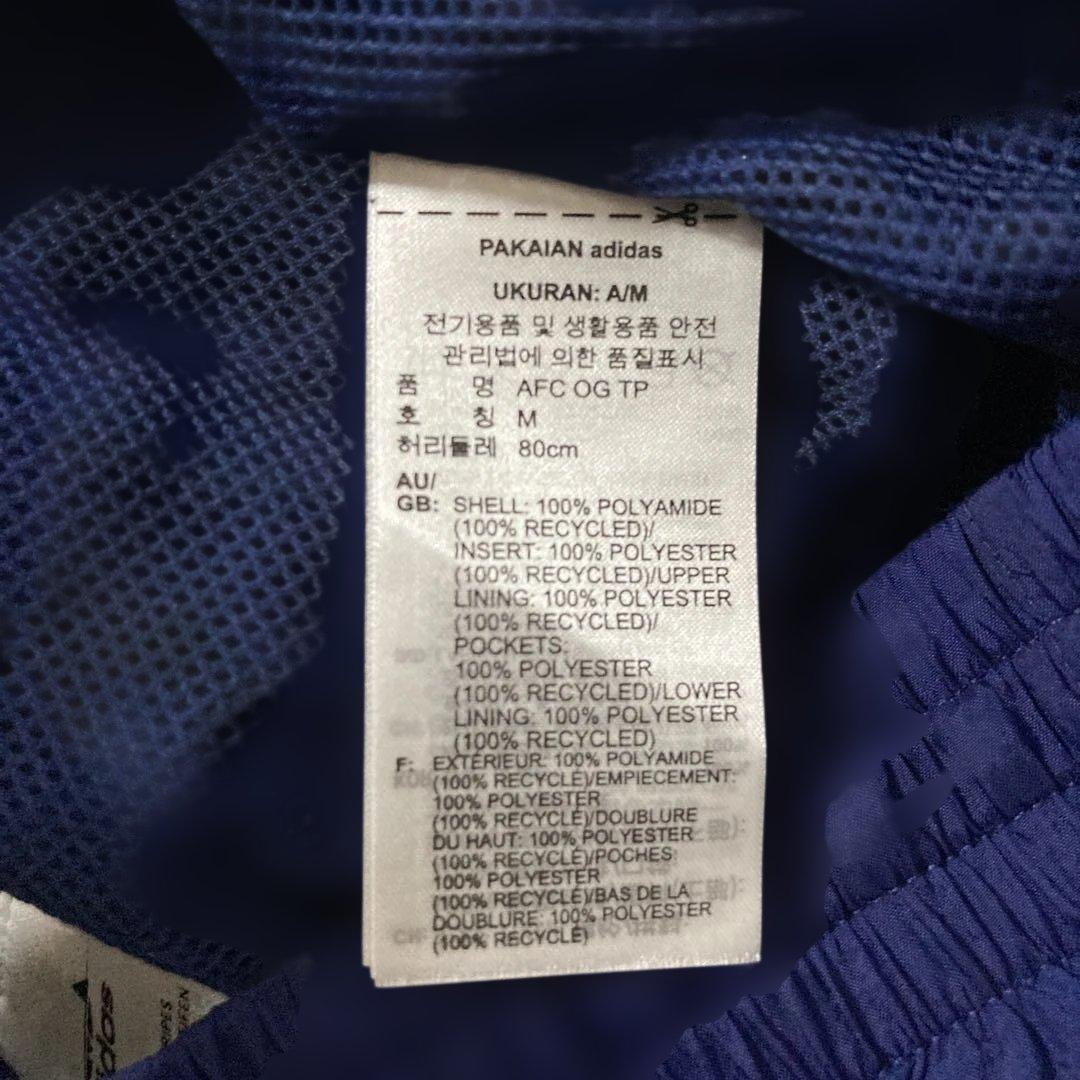 PAKAIAN adidas
UKURAN: A/M
전기용품 및 생활용품 안전
관리법에 의한 품질표시
품 명 AFC OG TP
호 칭 M
허리둘레 80cm
AU/
GB: SHELL: 100% POLYAMIDE
(100% RECYCLED)/
INSERT: 100% POLYESTER
(100% RECYCLED)/UPPER
LINING: 100% POLYESTER
(100% RECYCLED)/
POCKETS:
100% POLYESTER
(100% RECYCLED)/LOWER
LINING: 100% POLYESTER
(100% RECYCLED)
F: EXTÉRIEUR: 100% POLYAMIDE
(100% RECYCLÉ)/EMPIECEMENT:
100% POLYESTER
(100% RECYCLÉ)/DOUBLURE
DU HAUT: 100% POLYESTER
(100% RECYCLÉ)/POCHES:
100% POLYESTER
(100% RECYCLÉ)/BAS DE LA
DOUBLURE: 100% POLYESTER
(100% RECYCLÉ)